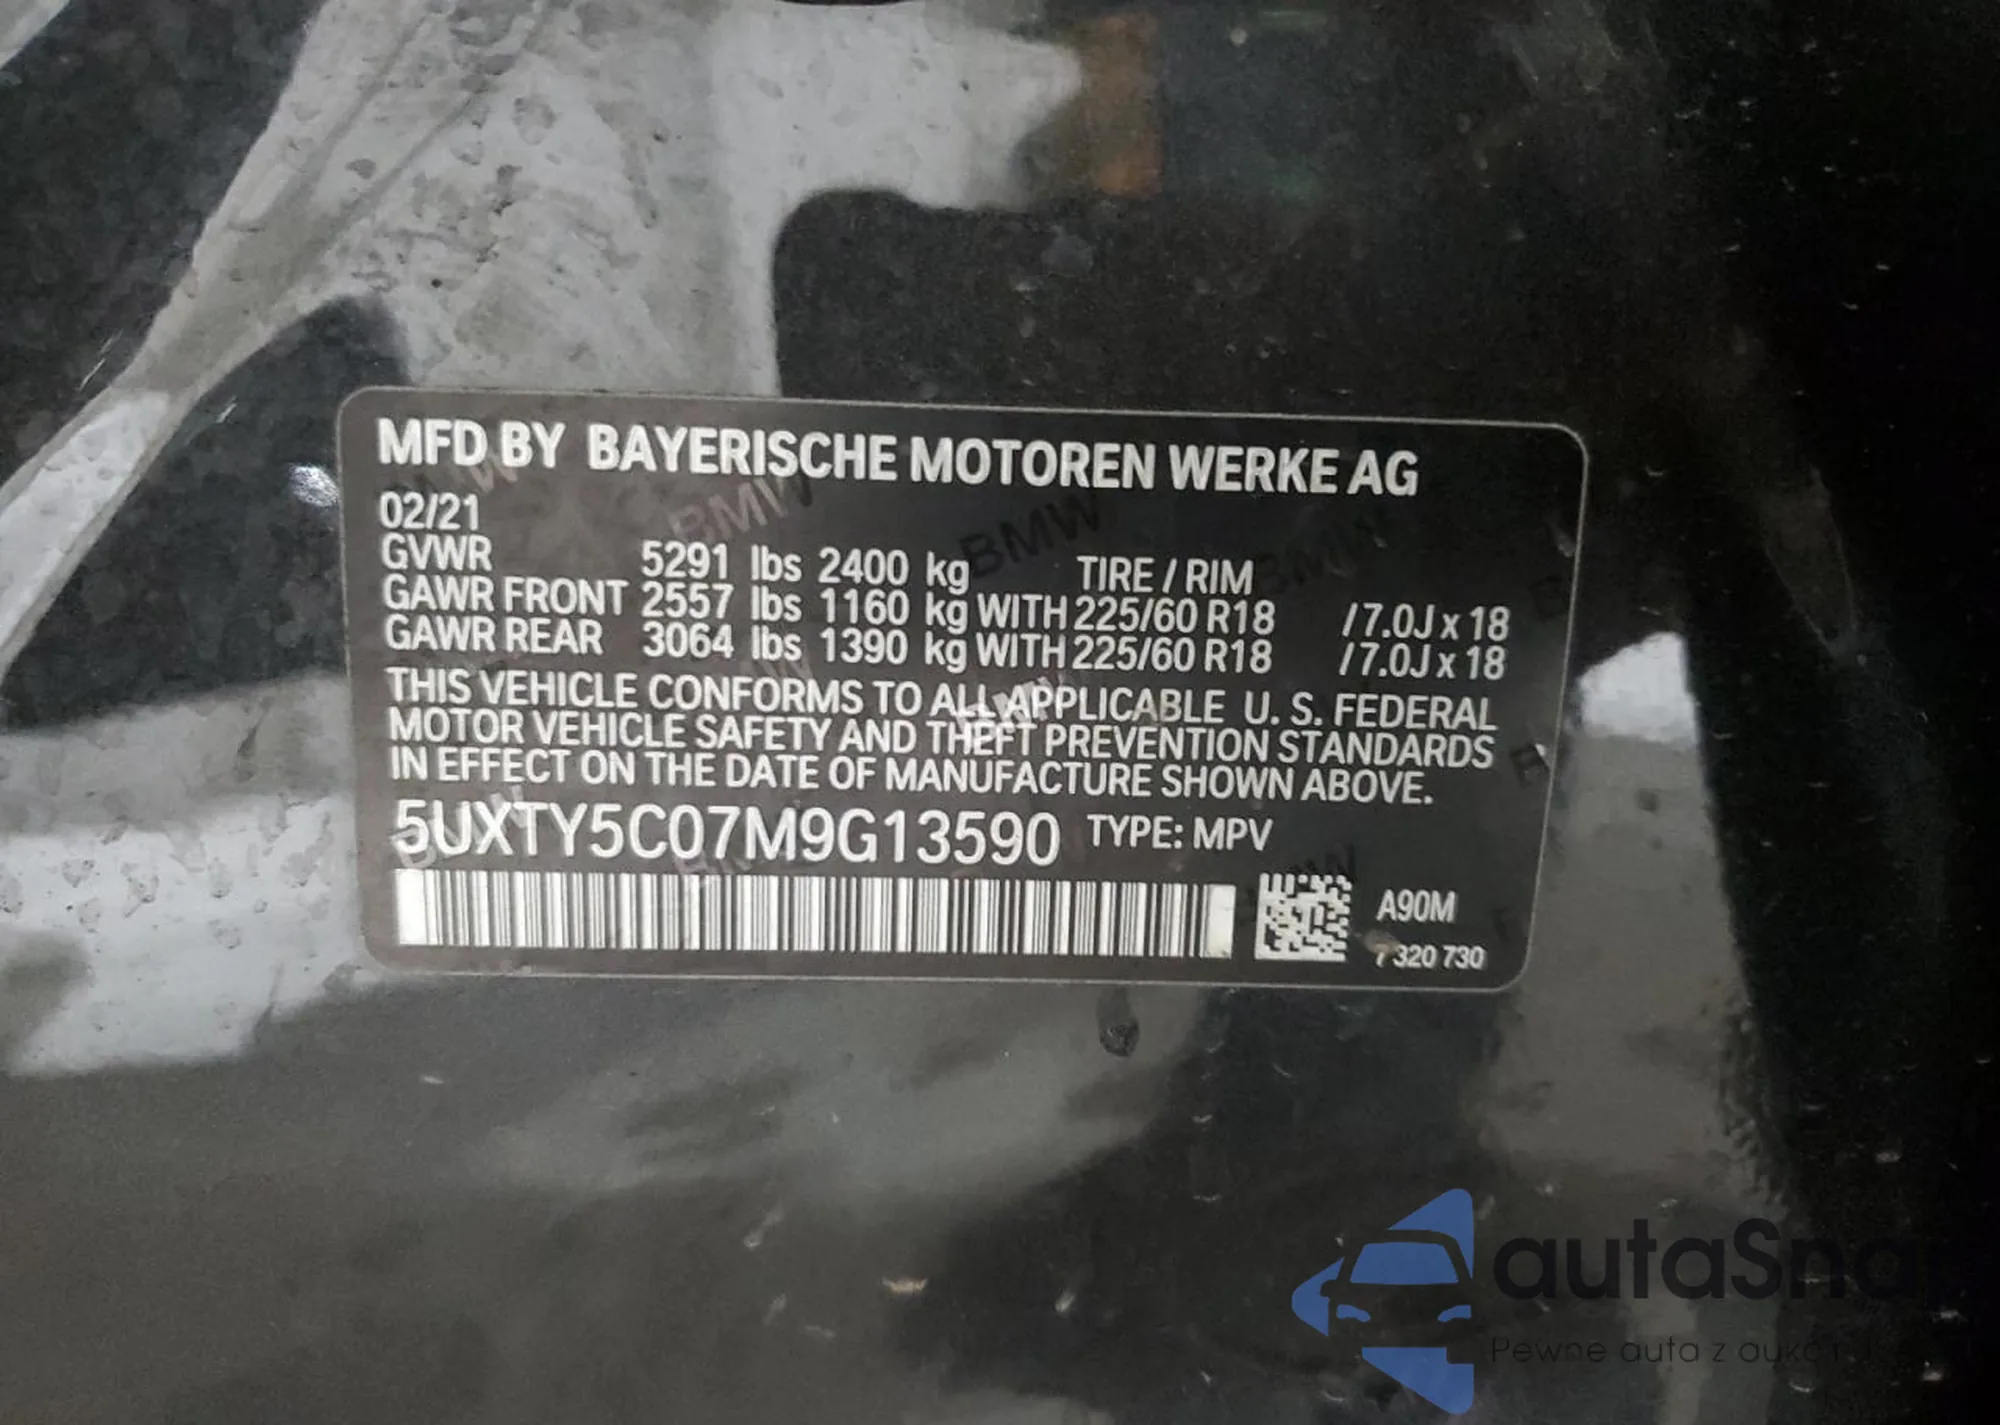 MFD BY BAYERISCHE MOTOREN WERKE AG
02/21
GVWR 5291 lbs 2400 kg TIRE / RIM
GAWR FRONT 2557 lbs 1160 kg WITH 225/60 R18 / 7.0J x 18
GAWR REAR 3064 lbs 1390 kg WITH 225/60 R18 / 7.0J x 18
THIS VEHICLE CONFORMS TO ALL APPLICABLE U. S. FEDERAL
MOTOR VEHICLE SAFETY AND THEFT PREVENTION STANDARDS
IN EFFECT ON THE DATE OF MANUFACTURE SHOWN ABOVE.
5UXTY5C07M9G13590 TYPE: MPV
A90M
7 320 730
autaSna
Pewne auta z